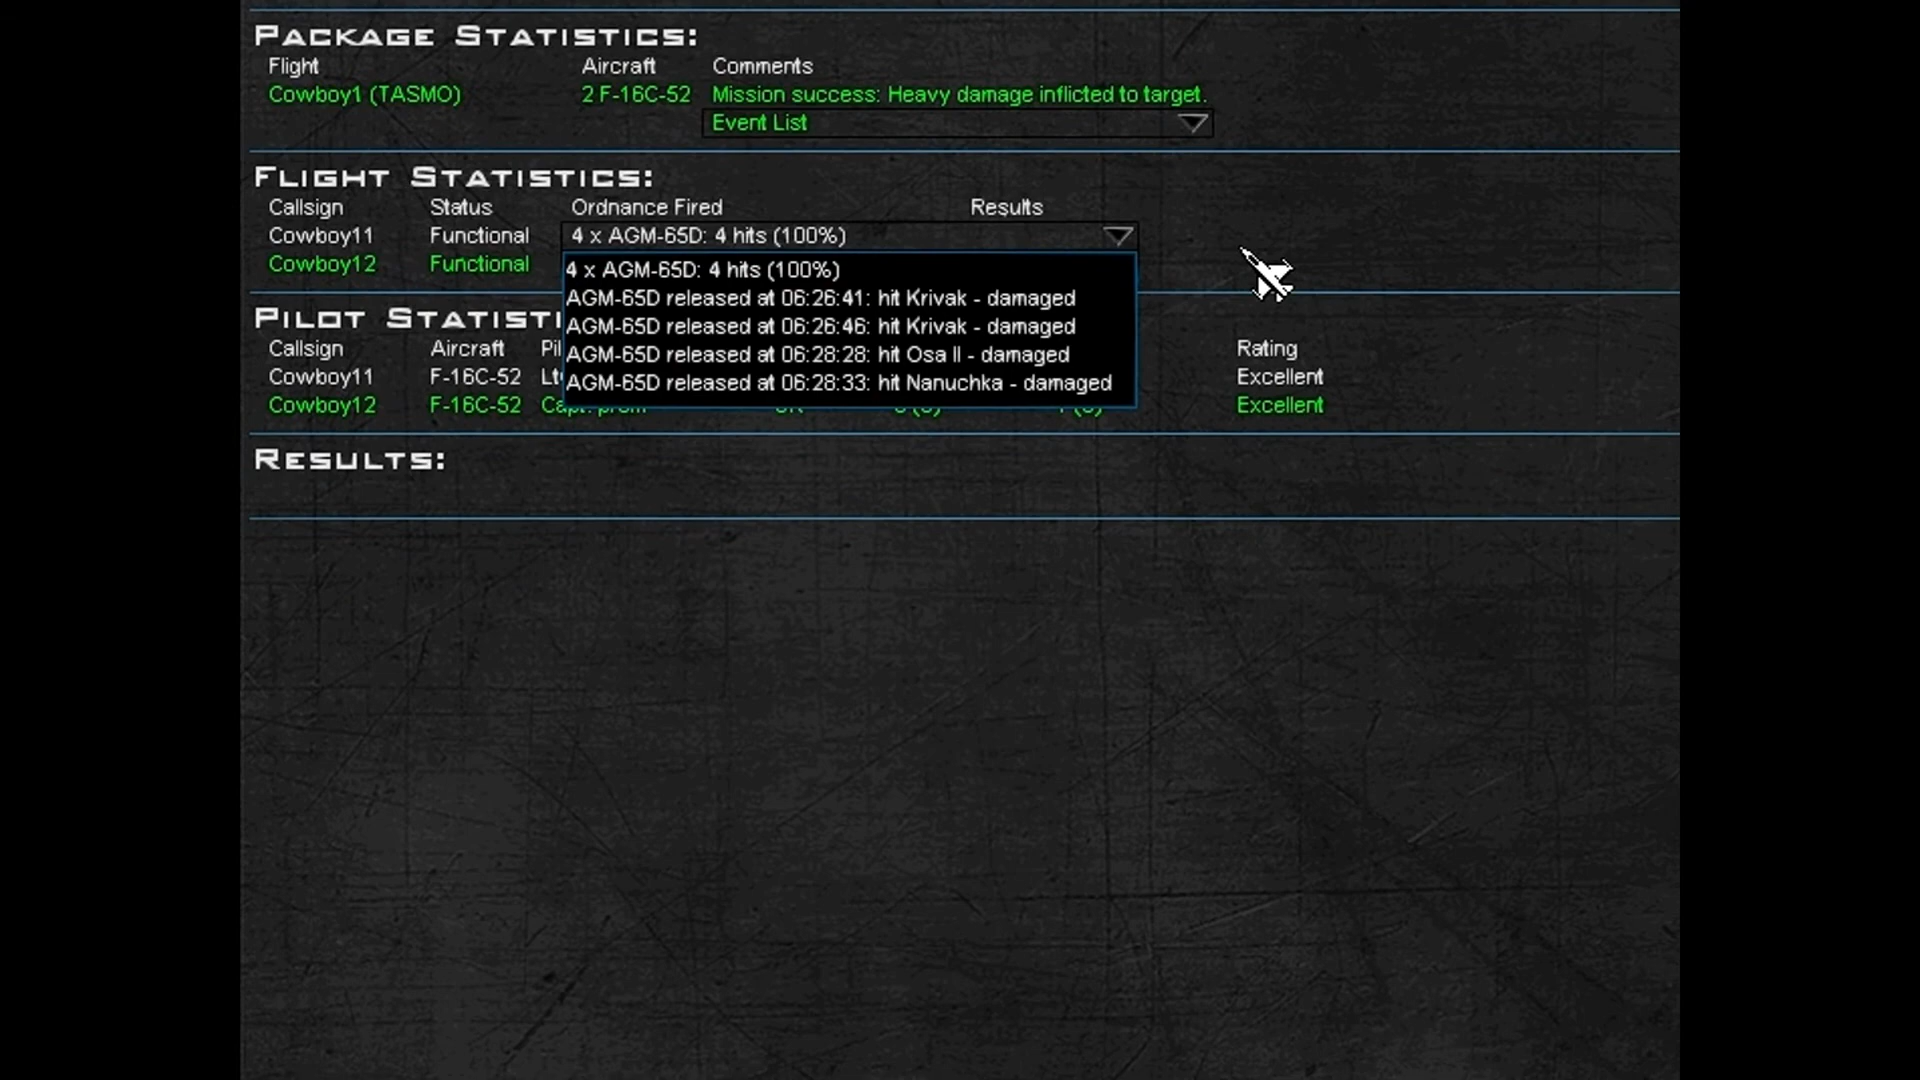 PACKAGE STATISTICS:
Flight Aircraft Comments
Cowboy1 (TASMO) 2 F-16C-52 Mission success: Heavy damage inflicted to target.
Event List
FLIGHT STATISTICS:
Callsign Status Ordnance Fired Results
Cowboy11 Functional 4 x AGM-65D: 4 hits (100%)
Cowboy12 Functional
4 x AGM-65D: 4 hits (100%)
AGM-65D released at 06:26:41: hit Krivak - damaged
AGM-65D released at 06:26:46: hit Krivak - damaged
AGM-65D released at 06:28:28: hit Osa II - damaged
AGM-65D released at 06:28:33: hit Nanuchka - damaged
PILOT
Callsign Aircraft Rating
Cowboy11 F-16C-52 Excellent
Cowboy12 F-16C-52 Excellent
RESULTS: